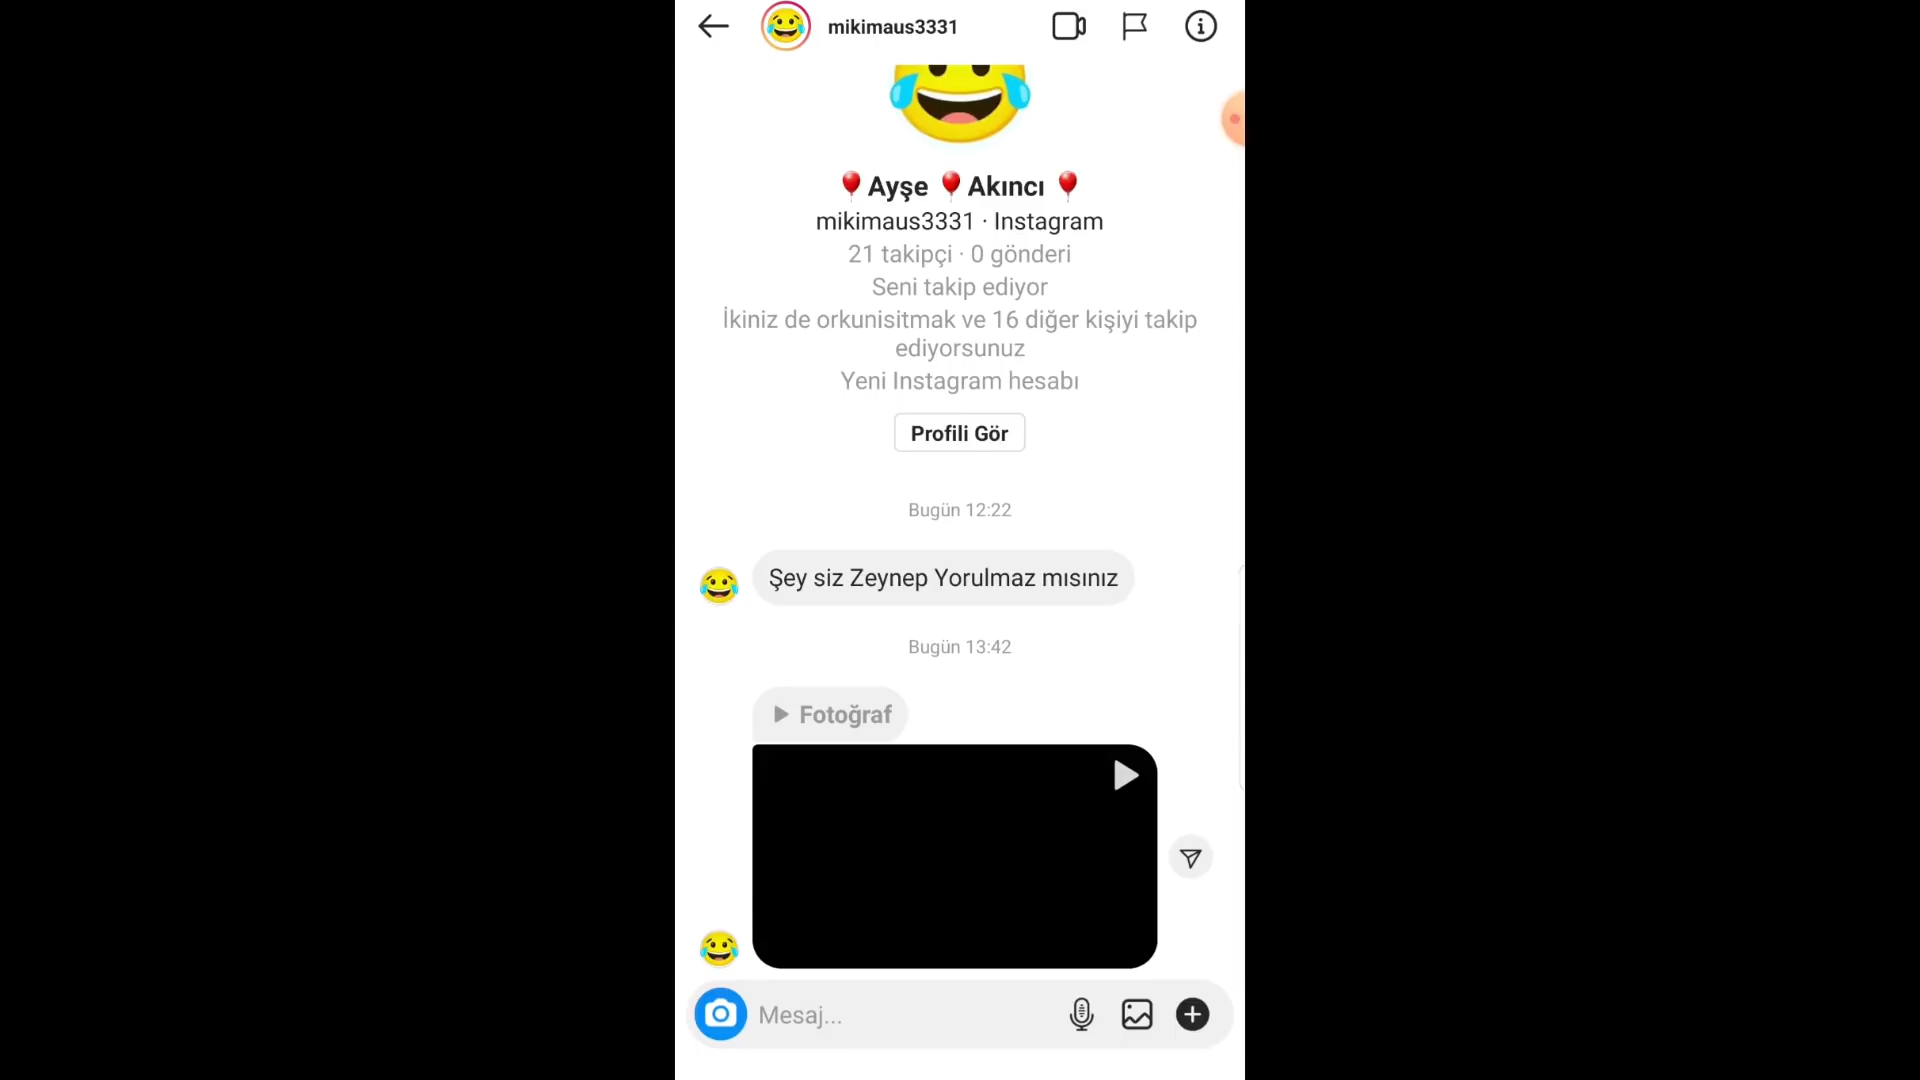 mikimaus3331
🎈Ayşe 🎈Akıncı 🎈
mikimaus3331 · Instagram
21 takipçi · 0 gönderi
Seni takip ediyor
İkiniz de orkunisitmak ve 16 diğer kişiyi takip
ediyorsunuz
Yeni Instagram hesabı
Profili Gör
Bugün 12:22
Şey siz Zeynep Yorulmaz mısınız
Bugün 13:42
Fotoğraf
Mesaj...